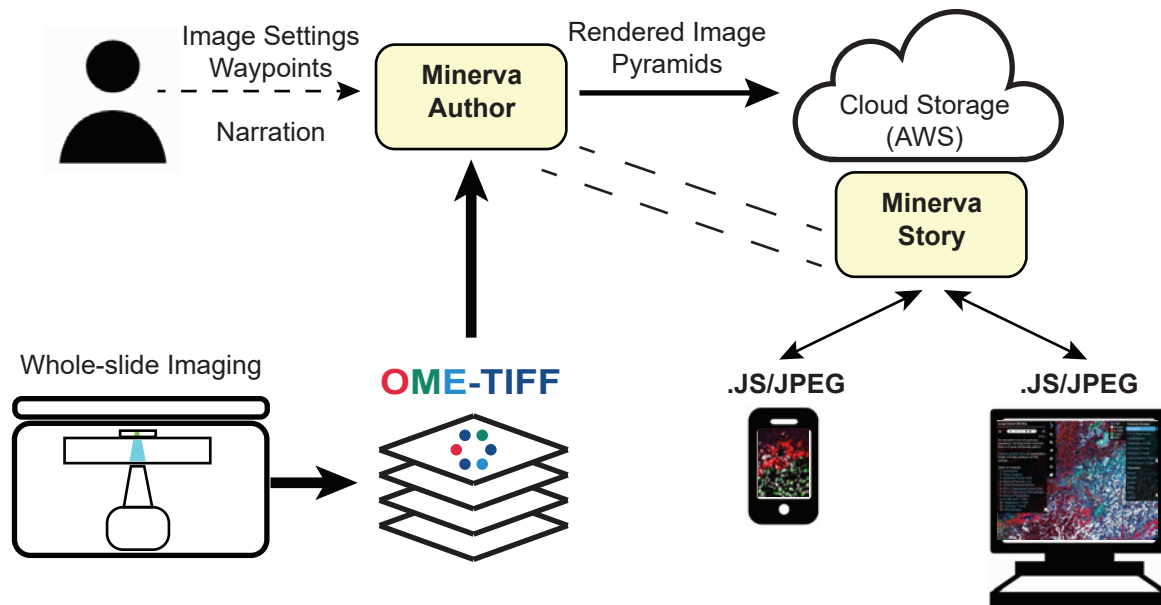 Image Settings
Waypoints
Narration
Minerva
Author
Rendered Image
Pyramids
Cloud Storage
(AWS)
Minerva
Story
Whole-slide Imaging
OME-TIFF
.JS/JPEG
.JS/JPEG